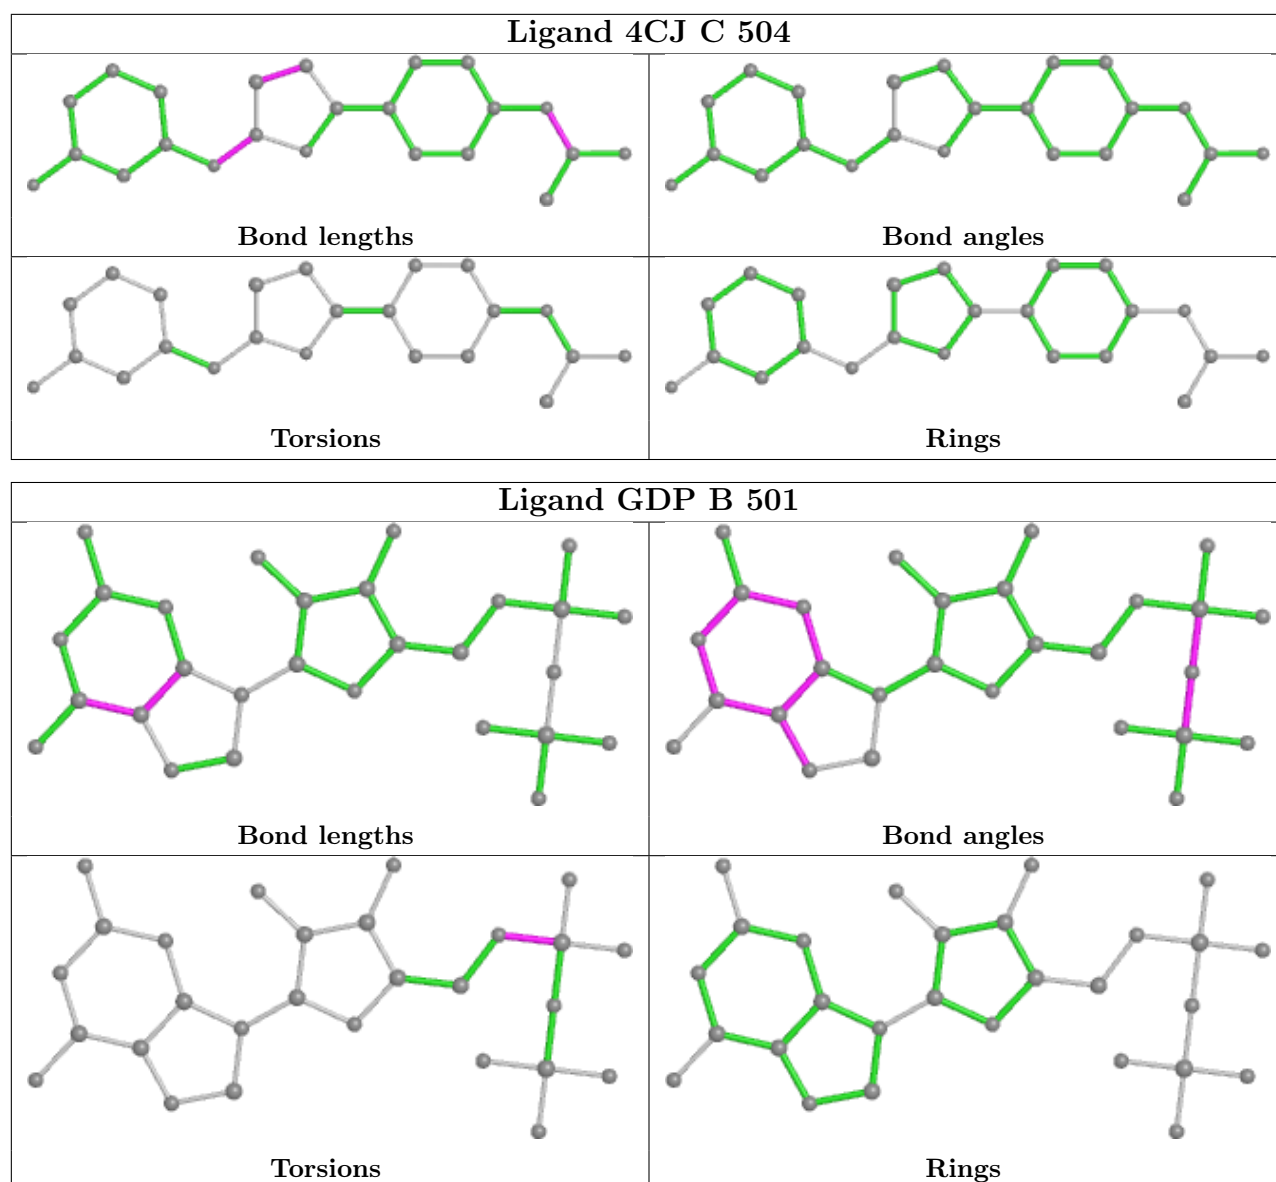 Ligand 4CJ C 504
Bond lengths
Bond angles
Torsions
Rings
Ligand GDP B 501
Bond lengths
Bond angles
Torsions
Rings